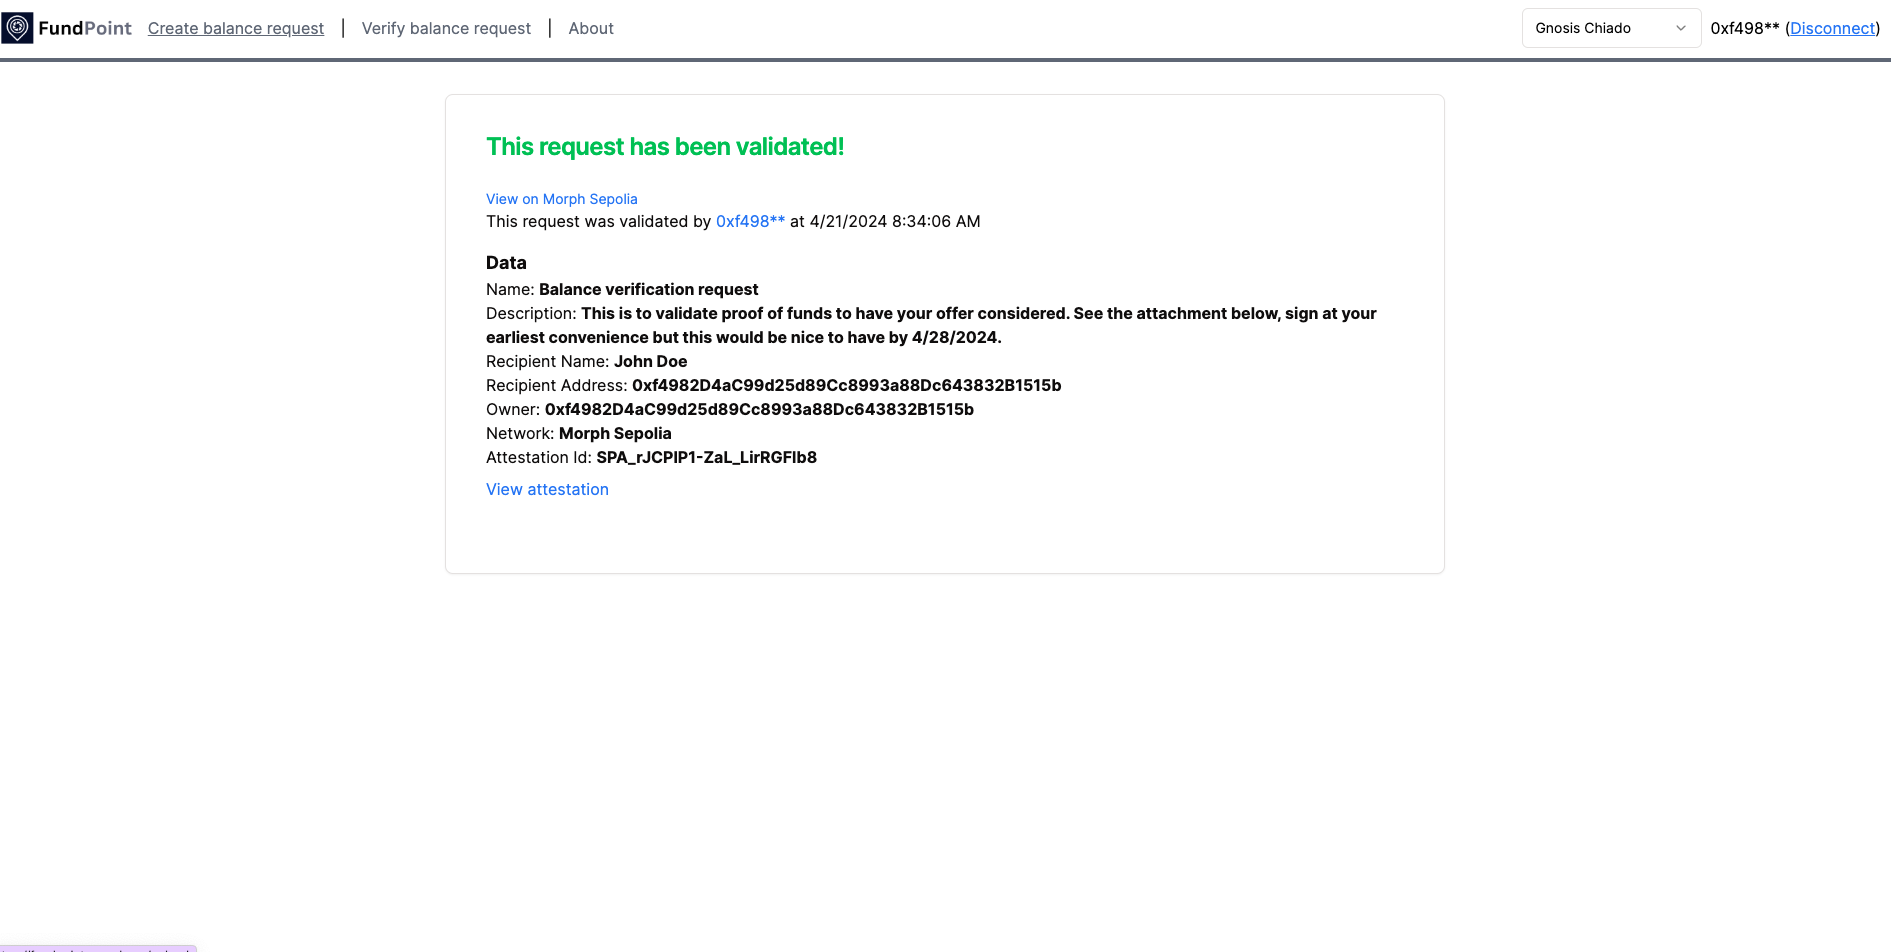 FundPoint Create balance request | Verify balance request | About Gnosis Chiado 0xf498** (Disconnect)
This request has been validated!
View on Morph Sepolia
This request was validated by 0xf498** at 4/21/2024 8:34:06 AM
Data
Name: Balance verification request
Description: This is to validate proof of funds to have your offer considered. See the attachment below, sign at your
earliest convenience but this would be nice to have by 4/28/2024.
Recipient Name: John Doe
Recipient Address: 0xf4982D4aC99d25d89Cc8993a88Dc643832B1515b
Owner: 0xf4982D4aC99d25d89Cc8993a88Dc643832B1515b
Network: Morph Sepolia
Attestation Id: SPA_rJCPIP1-ZaL_LirRGFIb8
View attestation